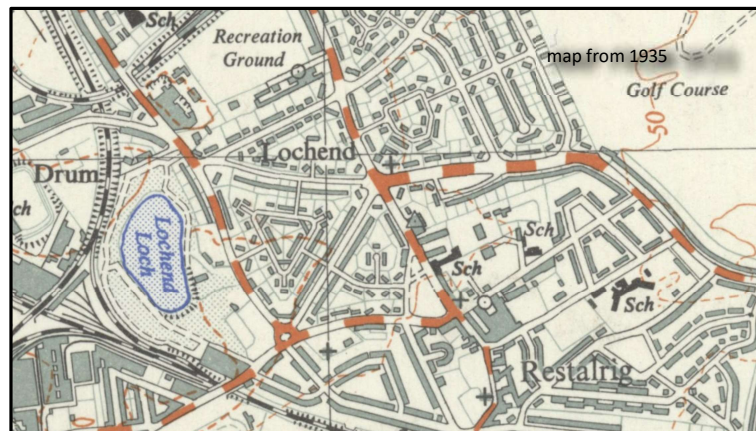 Sch
Recreation
Ground
map from 1935
Golf Course
50
Lochend
Drum
ch
Lochend
Loch
Sch
Sch
Sch
Restalrig